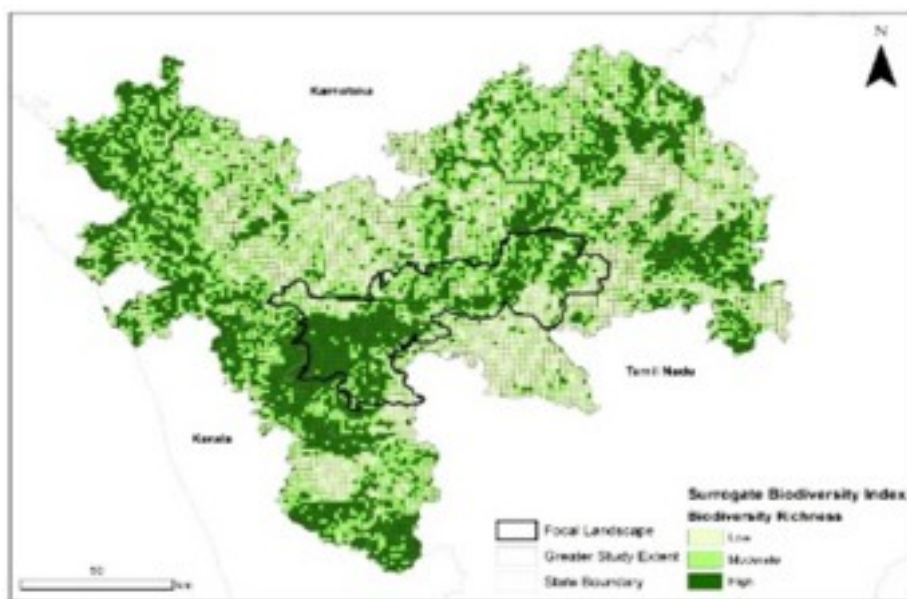 N
Karnataka
Tamil Nadu
Kerala
Surrogate Biodiversity Index
Biodiversity Richness
Low
Moderate
High
Focal Landscape
Greater Study Extent
State Boundary
50
km